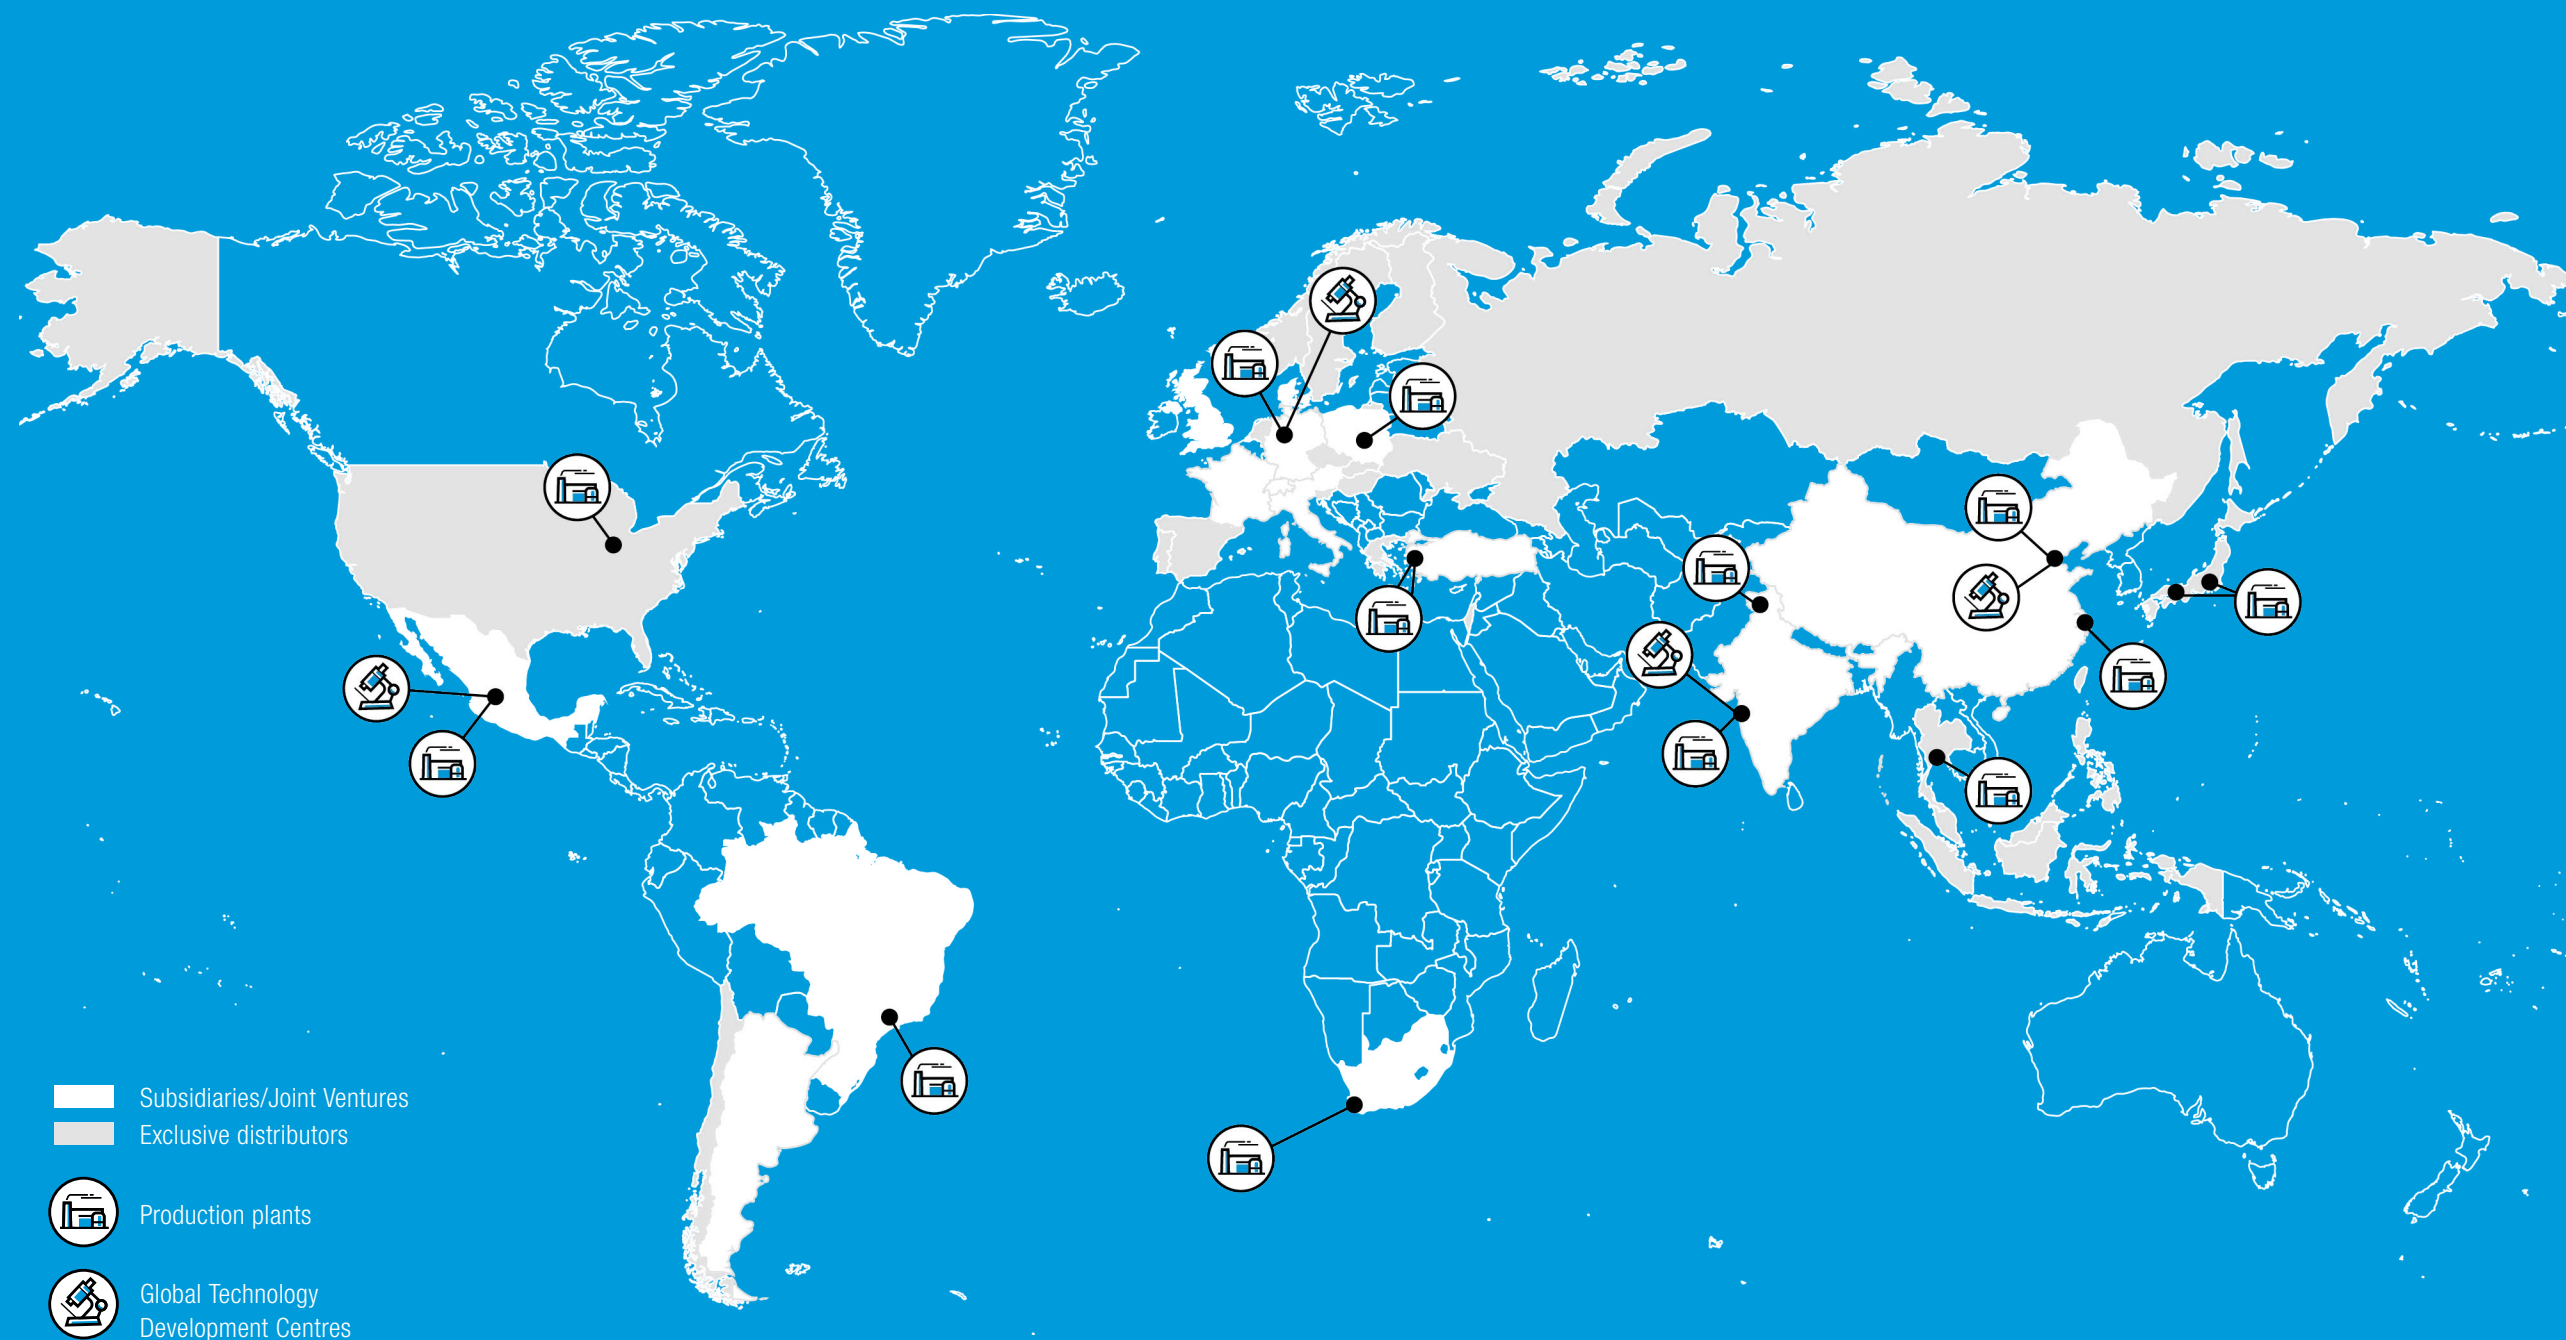 Subsidiaries/Joint Ventures
Exclusive distributors
Production plants
Global Technology
Development Centres